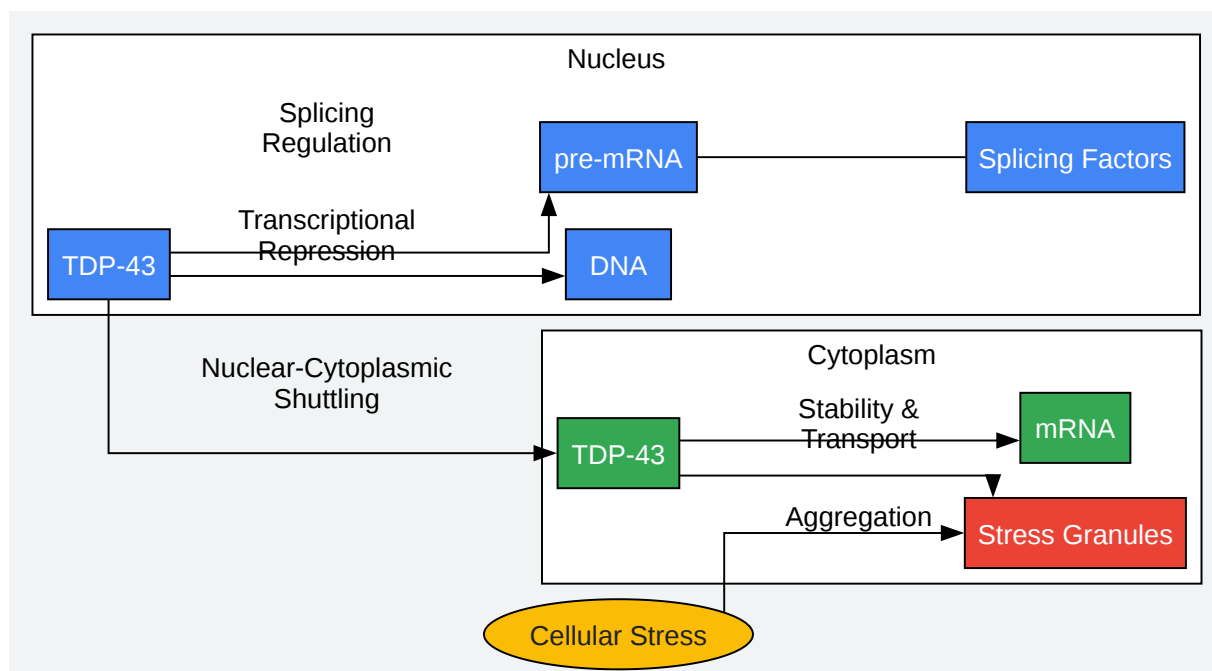 Nucleus
Splicing
Regulation
pre-mRNA
Splicing Factors
Transcriptional
Repression
TDP-43
DNA
Nuclear-Cytoplasmic
Shuttling
Cytoplasm
Stability &
Transport
mRNA
TDP-43
Aggregation
Stress Granules
Cellular Stress